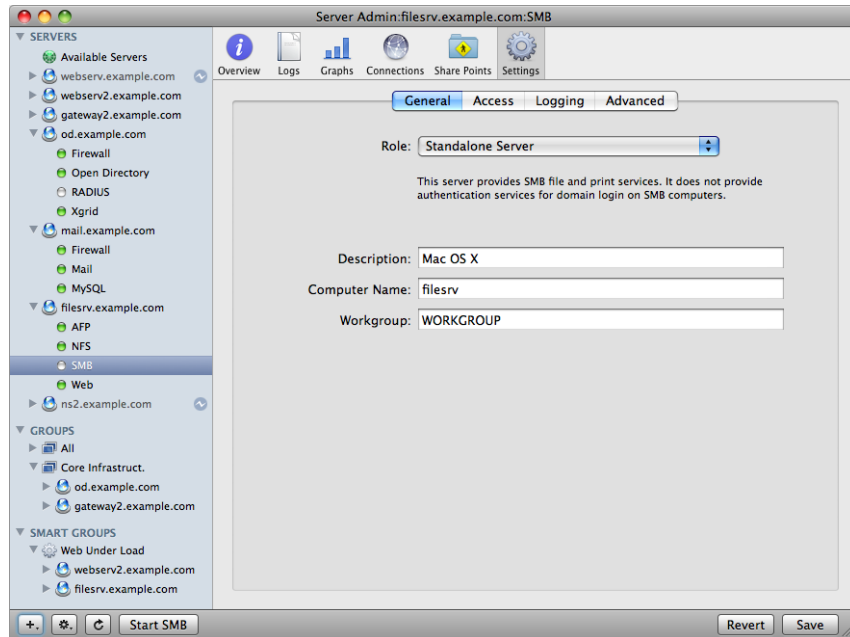 Server Admin:filesrv.example.com:SMB
SERVERS
Available Servers
webserv.example.com
webserv2.example.com
gateway2.example.com
od.example.com
Firewall
Open Directory
RADIUS
Xgrid
mail.example.com
Firewall
Mail
MySQL
filesrv.example.com
AFP
NFS
SMB
Web
ns2.example.com
GROUPS
All
Core Infrastruct.
od.example.com
gateway2.example.com
SMART GROUPS
Web Under Load
webserv2.example.com
filesrv.example.com
Overview Logs Graphs Connections Share Points Settings
General Access Logging Advanced
Role: Standalone Server
This server provides SMB file and print services. It does not provide
authentication services for domain login on SMB computers.
Description: Mac OS X
Computer Name: filesrv
Workgroup: WORKGROUP
Start SMB Revert Save